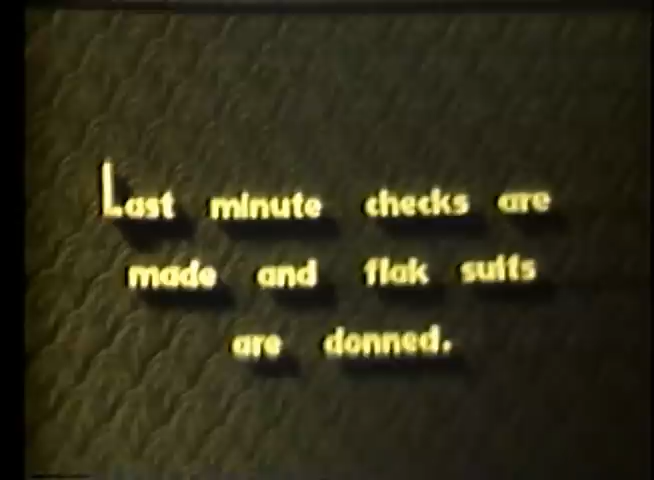 Last minute checks are
made and flak suits
are donned.